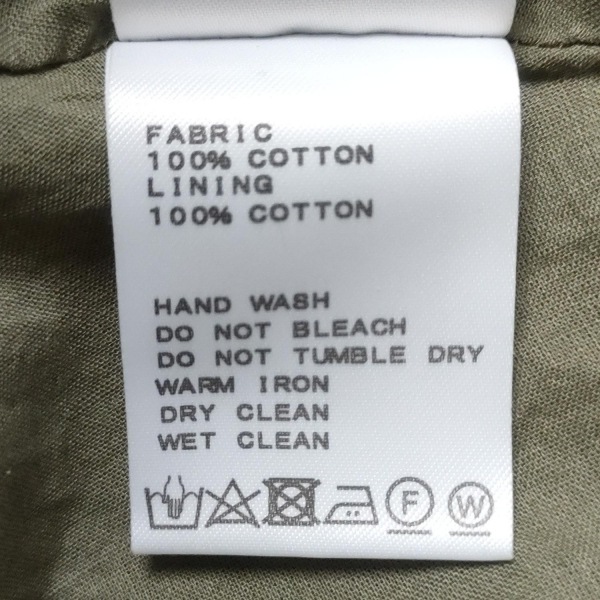 FABRIC
100% COTTON
LINING
100% COTTON
HAND WASH
DO NOT BLEACH
DO NOT TUMBLE DRY
WARM IRON
DRY CLEAN
WET CLEAN
F W